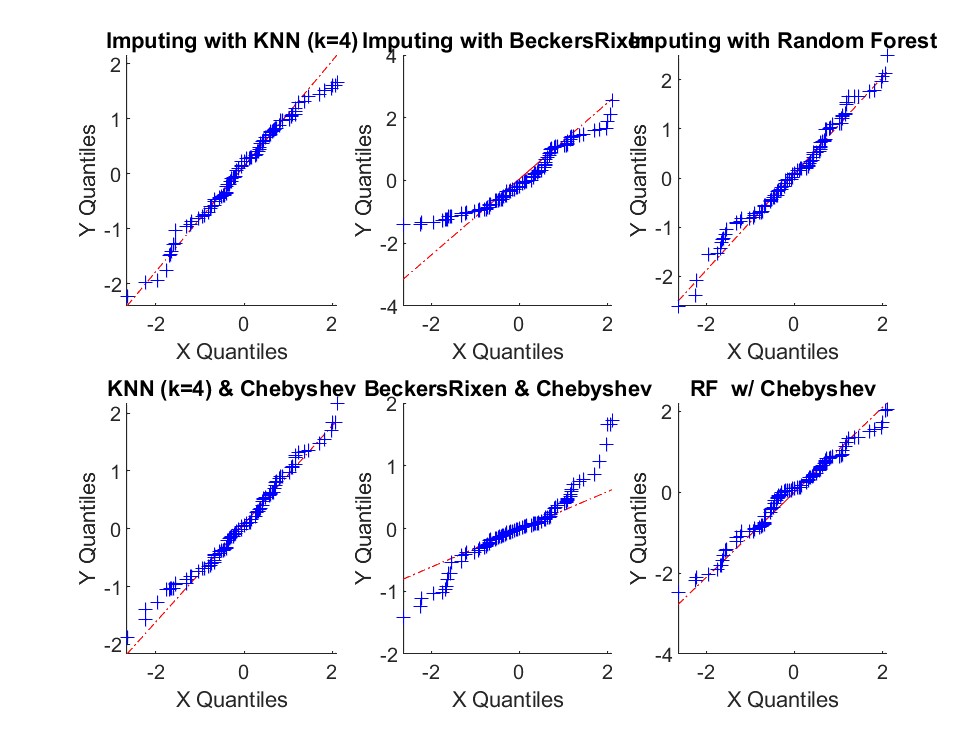 Imputing with KNN (k=4)
2
1
0
-1
-2
Y Quantiles
-2 0 2
X Quantiles
Imputing with BeckersRixen
4
2
0
-2
-4
Y Quantiles
-2 0 2
X Quantiles
Imputing with Random Forest
2
1
0
-1
-2
Y Quantiles
-2 0 2
X Quantiles
KNN (k=4) & Chebyshev
2
1
0
-1
-2
Y Quantiles
-2 0 2
X Quantiles
BeckersRixen & Chebyshev
2
1
0
-1
-2
Y Quantiles
-2 0 2
X Quantiles
RF  w/ Chebyshev
2
0
-2
-4
Y Quantiles
-2 0 2
X Quantiles